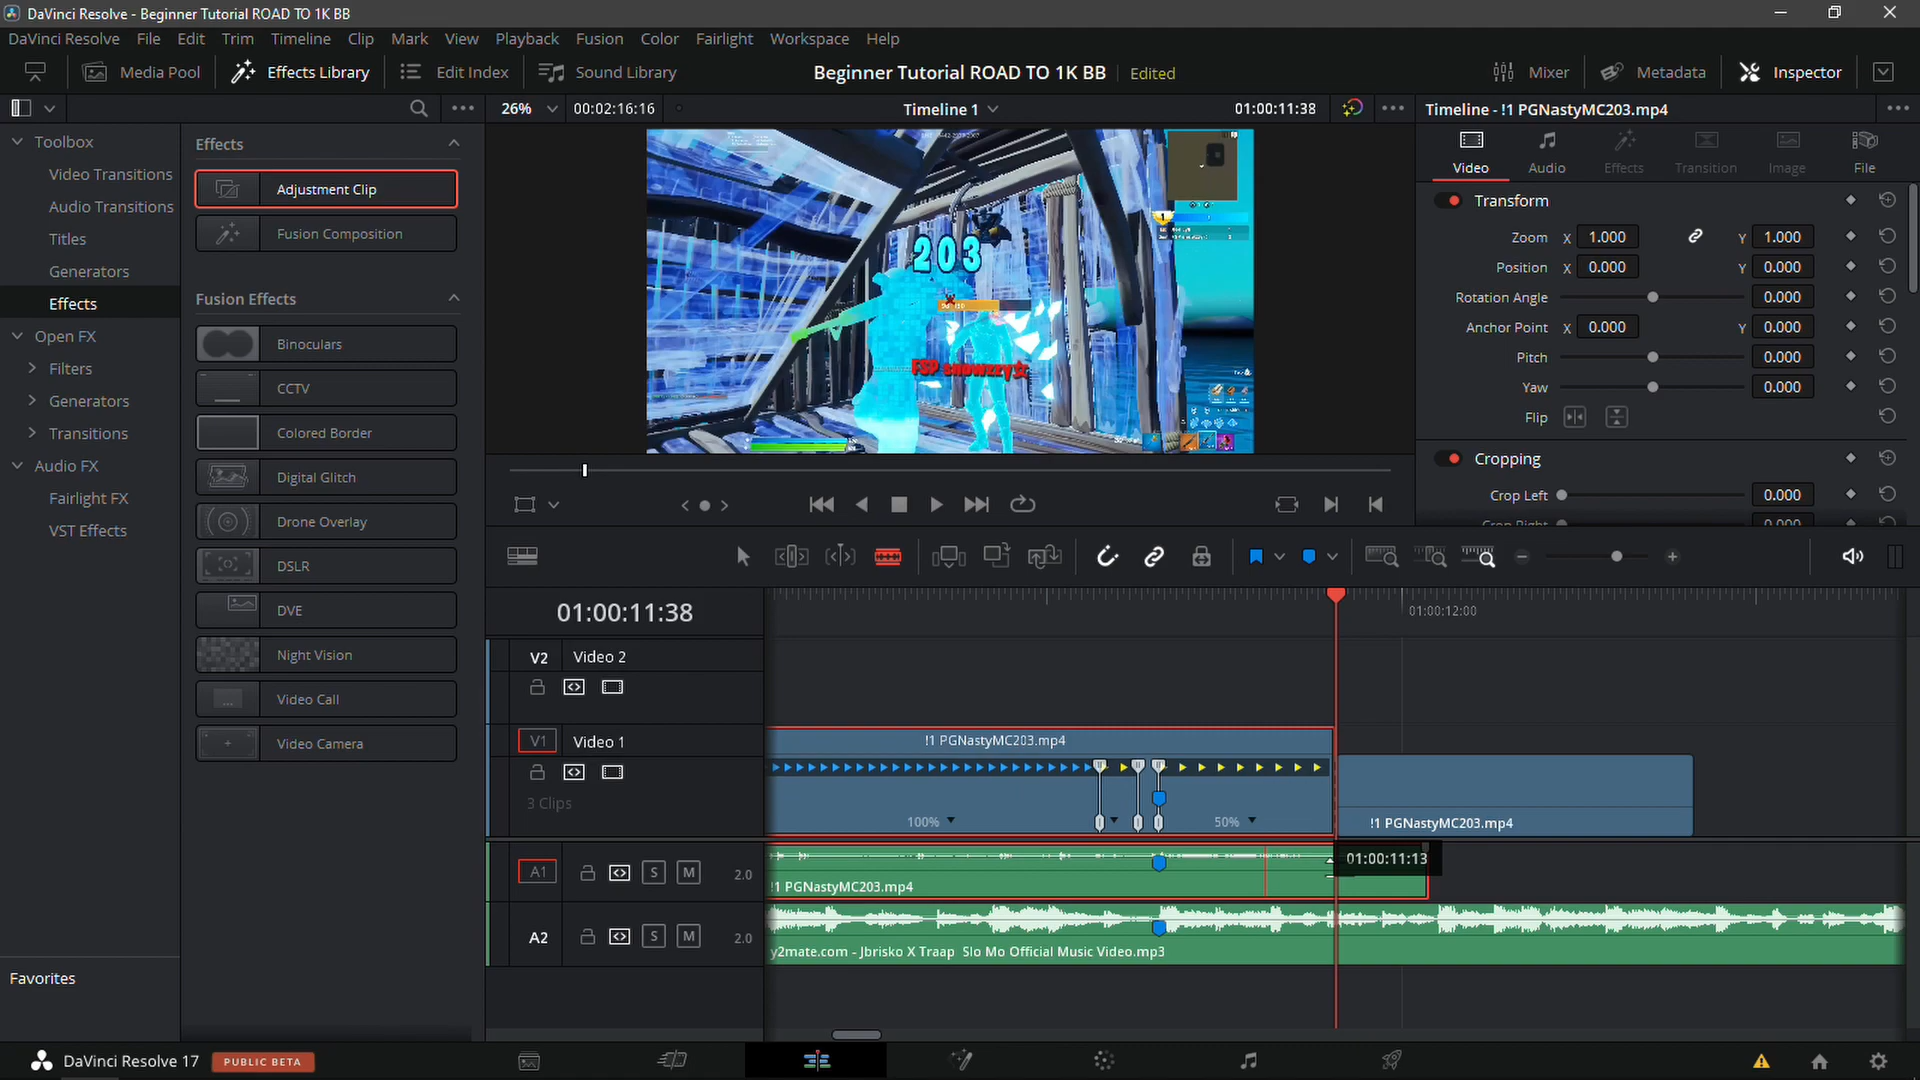 DaVinci Resolve - Beginner Tutorial ROAD TO 1K BB
DaVinci Resolve File Edit Trim Timeline Clip Mark View Playback Fusion Color Fairlight Workspace Help
Media Pool Effects Library Edit Index Sound Library Beginner Tutorial ROAD TO 1K BB Edited Mixer Metadata Inspector
26% 00:02:16:16 Timeline 1 01:00:11:38 Timeline - !1 PGNastyMC203.mp4
Toolbox
Video Transitions
Audio Transitions
Titles
Generators
Effects
Open FX
Filters
Generators
Transitions
Audio FX
Fairlight FX
VST Effects
Favorites
Effects
Adjustment Clip
Fusion Composition
Fusion Effects
Binoculars
CCTV
Colored Border
Digital Glitch
Drone Overlay
DSLR
DVE
Night Vision
Video Call
Video Camera
203
FSP snowzzy
Video Audio Effects Transition Image File
Transform
Zoom X 1.000 Y 1.000
Position X 0.000 Y 0.000
Rotation Angle 0.000
Anchor Point X 0.000 Y 0.000
Pitch 0.000
Yaw 0.000
Flip
Cropping
Crop Left 0.000
Crop Right 0.000
01:00:11:38 01:00:12:00
V2 Video 2
V1 Video 1
3 Clips
!1 PGNastyMC203.mp4
100% 50%
!1 PGNastyMC203.mp4
A1 S M 2.0
01:00:11:13
!1 PGNastyMC203.mp4
A2 S M 2.0
y2mate.com - Jbrisko X Traap Slo Mo Official Music Video.mp3
DaVinci Resolve 17 PUBLIC BETA